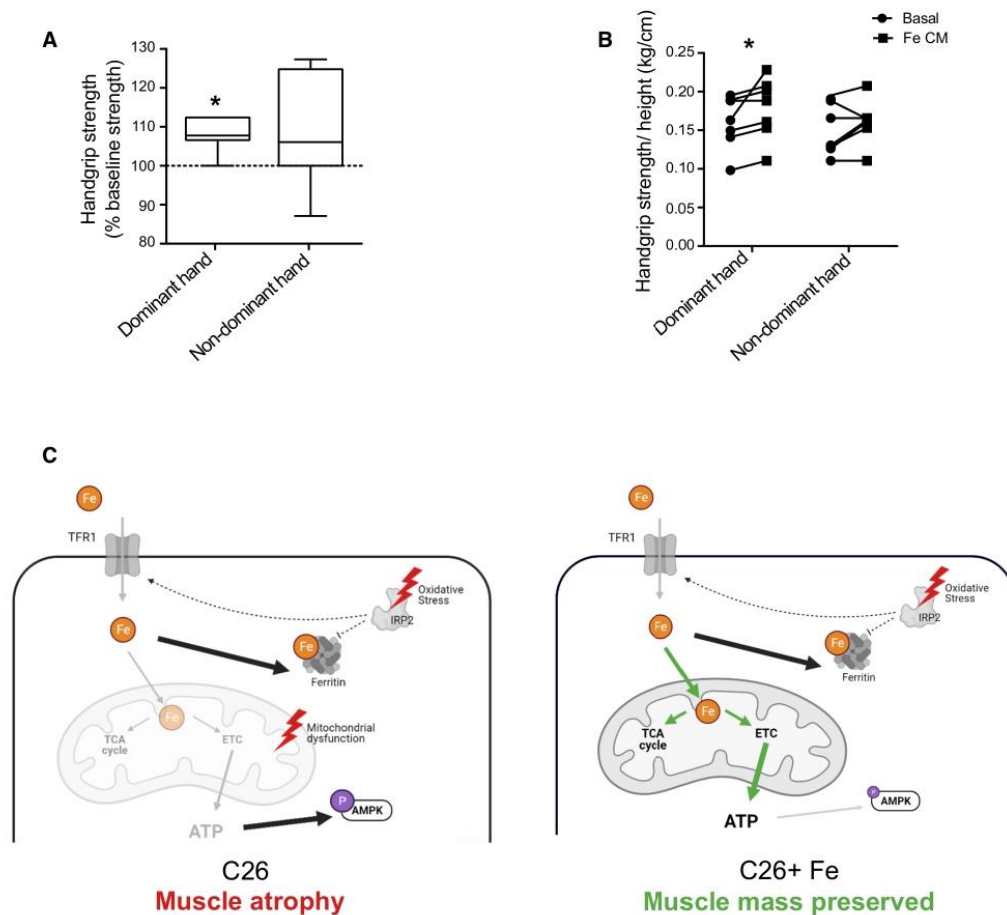 A
Handgrip strength
(% baseline strength)
130
120
110
100
90
80
*
Dominant hand
Non-dominant hand
B
Basal
Fe CM
Handgrip strength/ height (kg/cm)
0.25
0.20
0.15
0.10
0.05
0.00
*
Dominant hand
Non-dominant hand
C
Fe
TFR1
Oxidative
Stress
IRP2
Fe
Fe
Ferritin
Fe
Mitochondrial
dysfunction
TCA
cycle
ETC
P
AMPK
ATP
C26
Muscle atrophy
Fe
TFR1
Oxidative
Stress
IRP2
Fe
Fe
Ferritin
Fe
TCA
cycle
ETC
P
AMPK
ATP
C26+ Fe
Muscle mass preserved